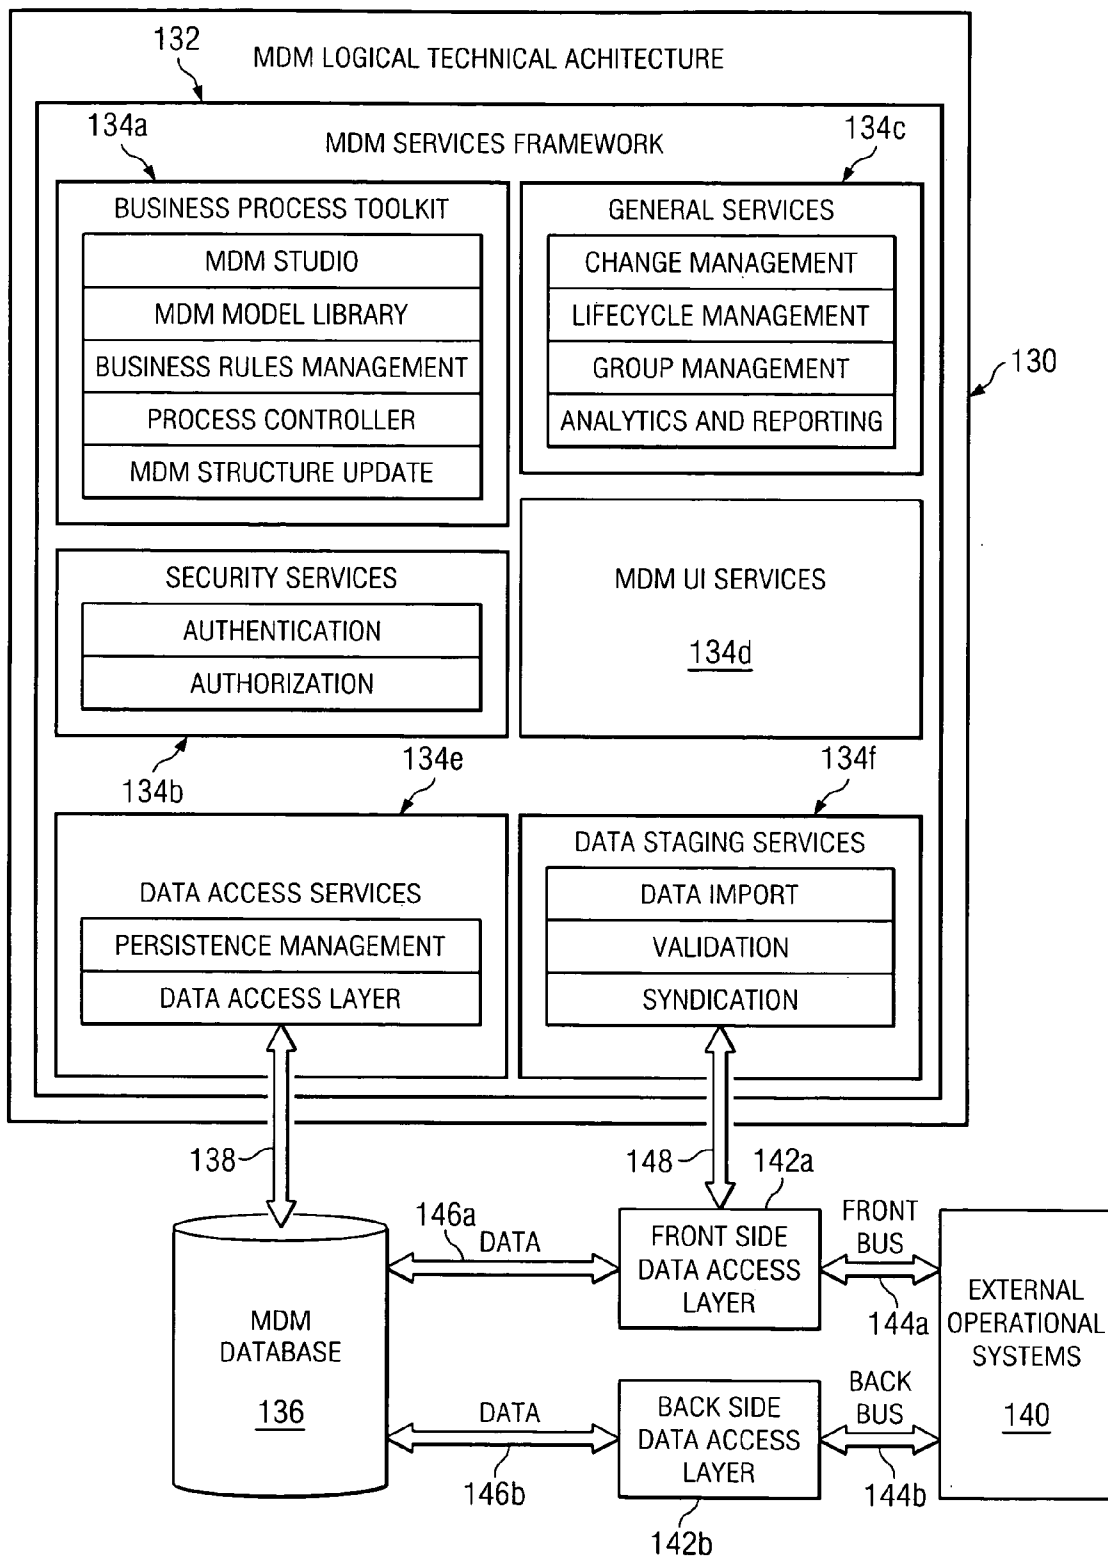 MDM LOGICAL TECHNICAL ACHITECTURE
132
MDM SERVICES FRAMEWORK
134a
BUSINESS PROCESS TOOLKIT
MDM STUDIO
MDM MODEL LIBRARY
BUSINESS RULES MANAGEMENT
PROCESS CONTROLLER
MDM STRUCTURE UPDATE
134c
GENERAL SERVICES
CHANGE MANAGEMENT
LIFECYCLE MANAGEMENT
GROUP MANAGEMENT
ANALYTICS AND REPORTING
130
SECURITY SERVICES
AUTHENTICATION
AUTHORIZATION
134b
MDM UI SERVICES
134d
134e
DATA ACCESS SERVICES
PERSISTENCE MANAGEMENT
DATA ACCESS LAYER
134f
DATA STAGING SERVICES
DATA IMPORT
VALIDATION
SYNDICATION
138
148
142a
MDM
DATABASE
136
146a
DATA
FRONT SIDE
DATA ACCESS
LAYER
FRONT
BUS
144a
EXTERNAL
OPERATIONAL
SYSTEMS
140
DATA
146b
BACK SIDE
DATA ACCESS
LAYER
142b
BACK
BUS
144b